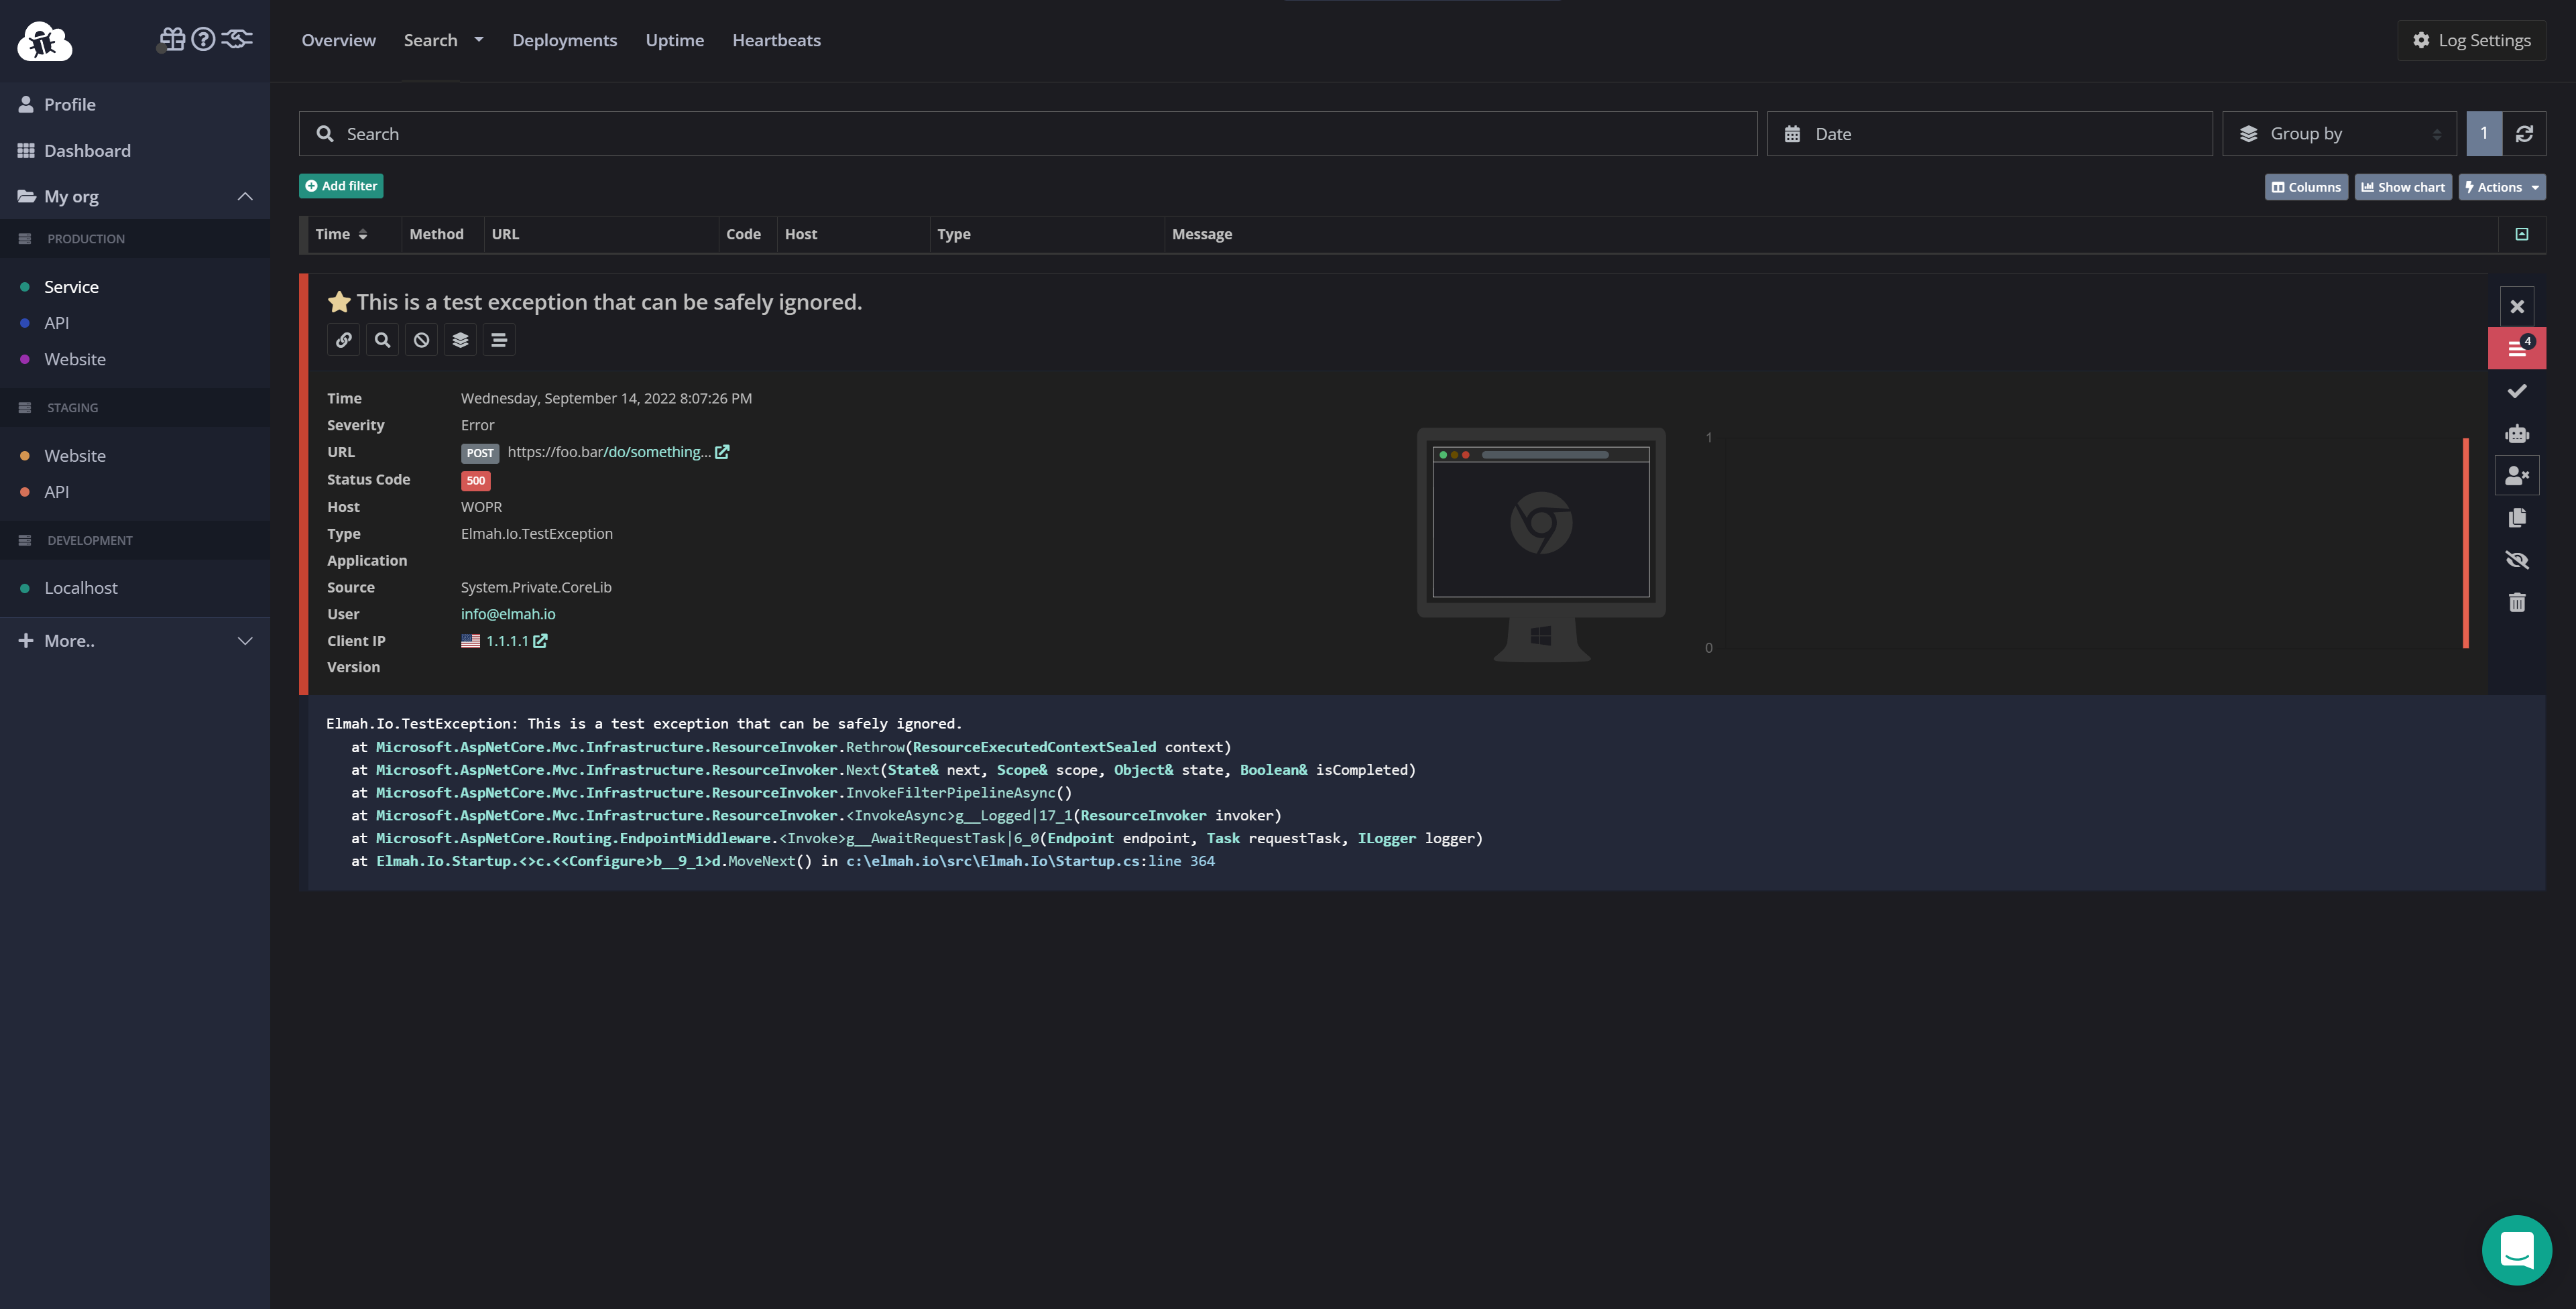 Overview Search Deployments Uptime Heartbeats
Log Settings
Profile
Dashboard
My org
PRODUCTION
Service
API
Website
STAGING
Website
API
DEVELOPMENT
Localhost
More..
Search
Date
Group by
1
Add filter
Columns
Show chart
Actions
Time Method URL Code Host Type Message
This is a test exception that can be safely ignored.
4
Time Wednesday, September 14, 2022 8:07:26 PM
Severity Error
URL POST https://foo.bar/do/something...
Status Code 500
Host WOPR
Type Elmah.Io.TestException
Application
Source System.Private.CoreLib
User info@elmah.io
Client IP 1.1.1.1
Version
1
0
Elmah.Io.TestException: This is a test exception that can be safely ignored.
at Microsoft.AspNetCore.Mvc.Infrastructure.ResourceInvoker.Rethrow(ResourceExecutedContextSealed context)
at Microsoft.AspNetCore.Mvc.Infrastructure.ResourceInvoker.Next(State& next, Scope& scope, Object& state, Boolean& isCompleted)
at Microsoft.AspNetCore.Mvc.Infrastructure.ResourceInvoker.InvokeFilterPipelineAsync()
at Microsoft.AspNetCore.Mvc.Infrastructure.ResourceInvoker.<InvokeAsync>g__Logged|17_1(ResourceInvoker invoker)
at Microsoft.AspNetCore.Routing.EndpointMiddleware.<Invoke>g__AwaitRequestTask|6_0(Endpoint endpoint, Task requestTask, ILogger logger)
at Elmah.Io.Startup.<>c.<<Configure>b__9_1>d.MoveNext() in c:\elmah.io\src\Elmah.Io\Startup.cs:line 364